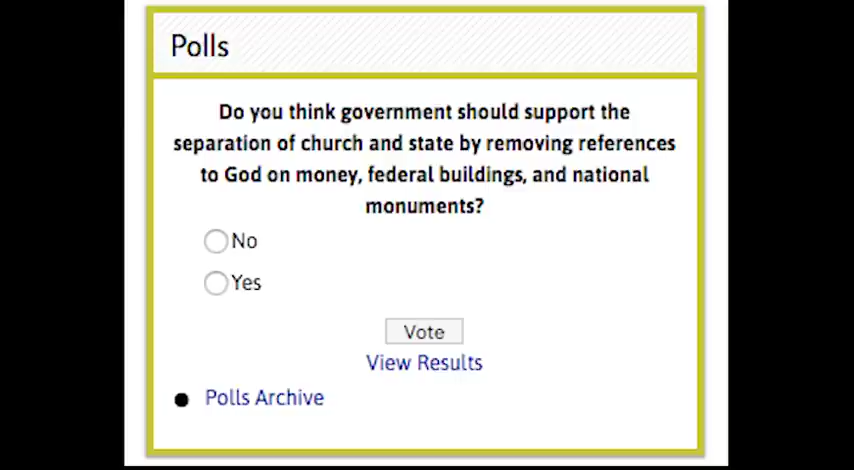 Polls
Do you think government should support the
separation of church and state by removing references
to God on money, federal buildings, and national
monuments?
No
Yes
Vote
View Results
Polls Archive